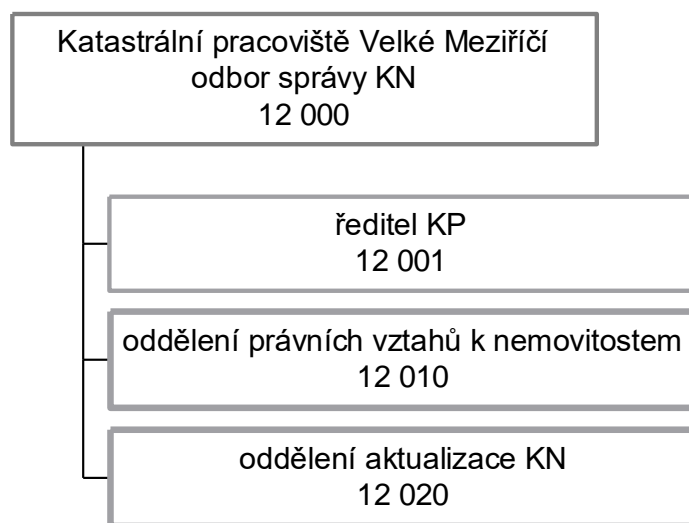 Katastrální pracoviště Velké Meziříčí
odbor správy KN
12 000
ředitel KP
12 001
oddělení právních vztahů k nemovitostem
12 010
oddělení aktualizace KN
12 020